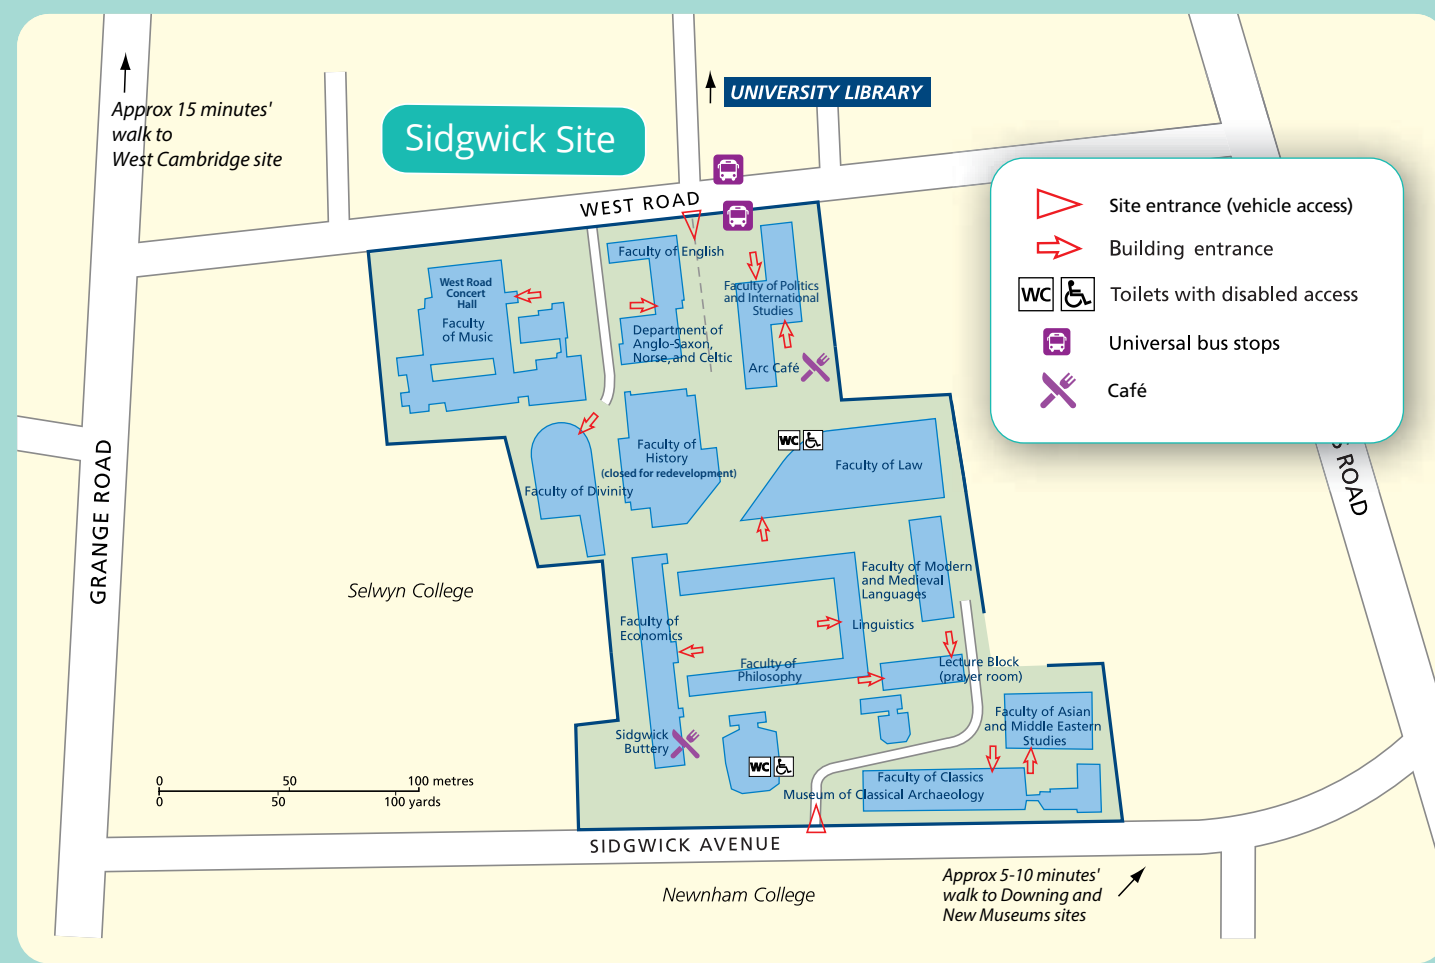 Approx 15 minutes'
walk to
West Cambridge site
UNIVERSITY LIBRARY
Sidgwick Site
WEST ROAD
Site entrance (vehicle access)
Building entrance
WC
Toilets with disabled access
Universal bus stops
Café
Faculty of English
West Road
Concert
Hall
Faculty
of Music
Faculty of Politics
and International
Studies
Department of
Anglo-Saxon,
Norse, and Celtic
Arc Café
WC
Faculty of
History
(closed for redevelopment)
Faculty of Law
Faculty of Divinity
GRANGE ROAD
ROAD
Selwyn College
Faculty of Modern
and Medieval
Languages
Linguistics
Faculty of
Economics
Faculty of
Philosophy
Lecture Block
(prayer room)
Faculty of Asian
and Middle Eastern
Studies
Sidgwick
Buttery
WC
Faculty of Classics
Museum of Classical Archaeology
0 50 100 metres
0 50 100 yards
SIDGWICK AVENUE
Newnham College
Approx 5-10 minutes'
walk to Downing and
New Museums sites